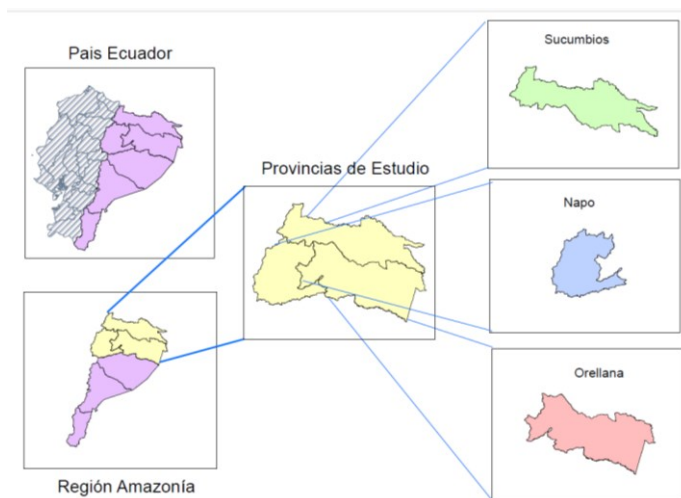 Pais Ecuador
Sucumbios
Provincias de Estudio
Napo
Orellana
Región Amazonía